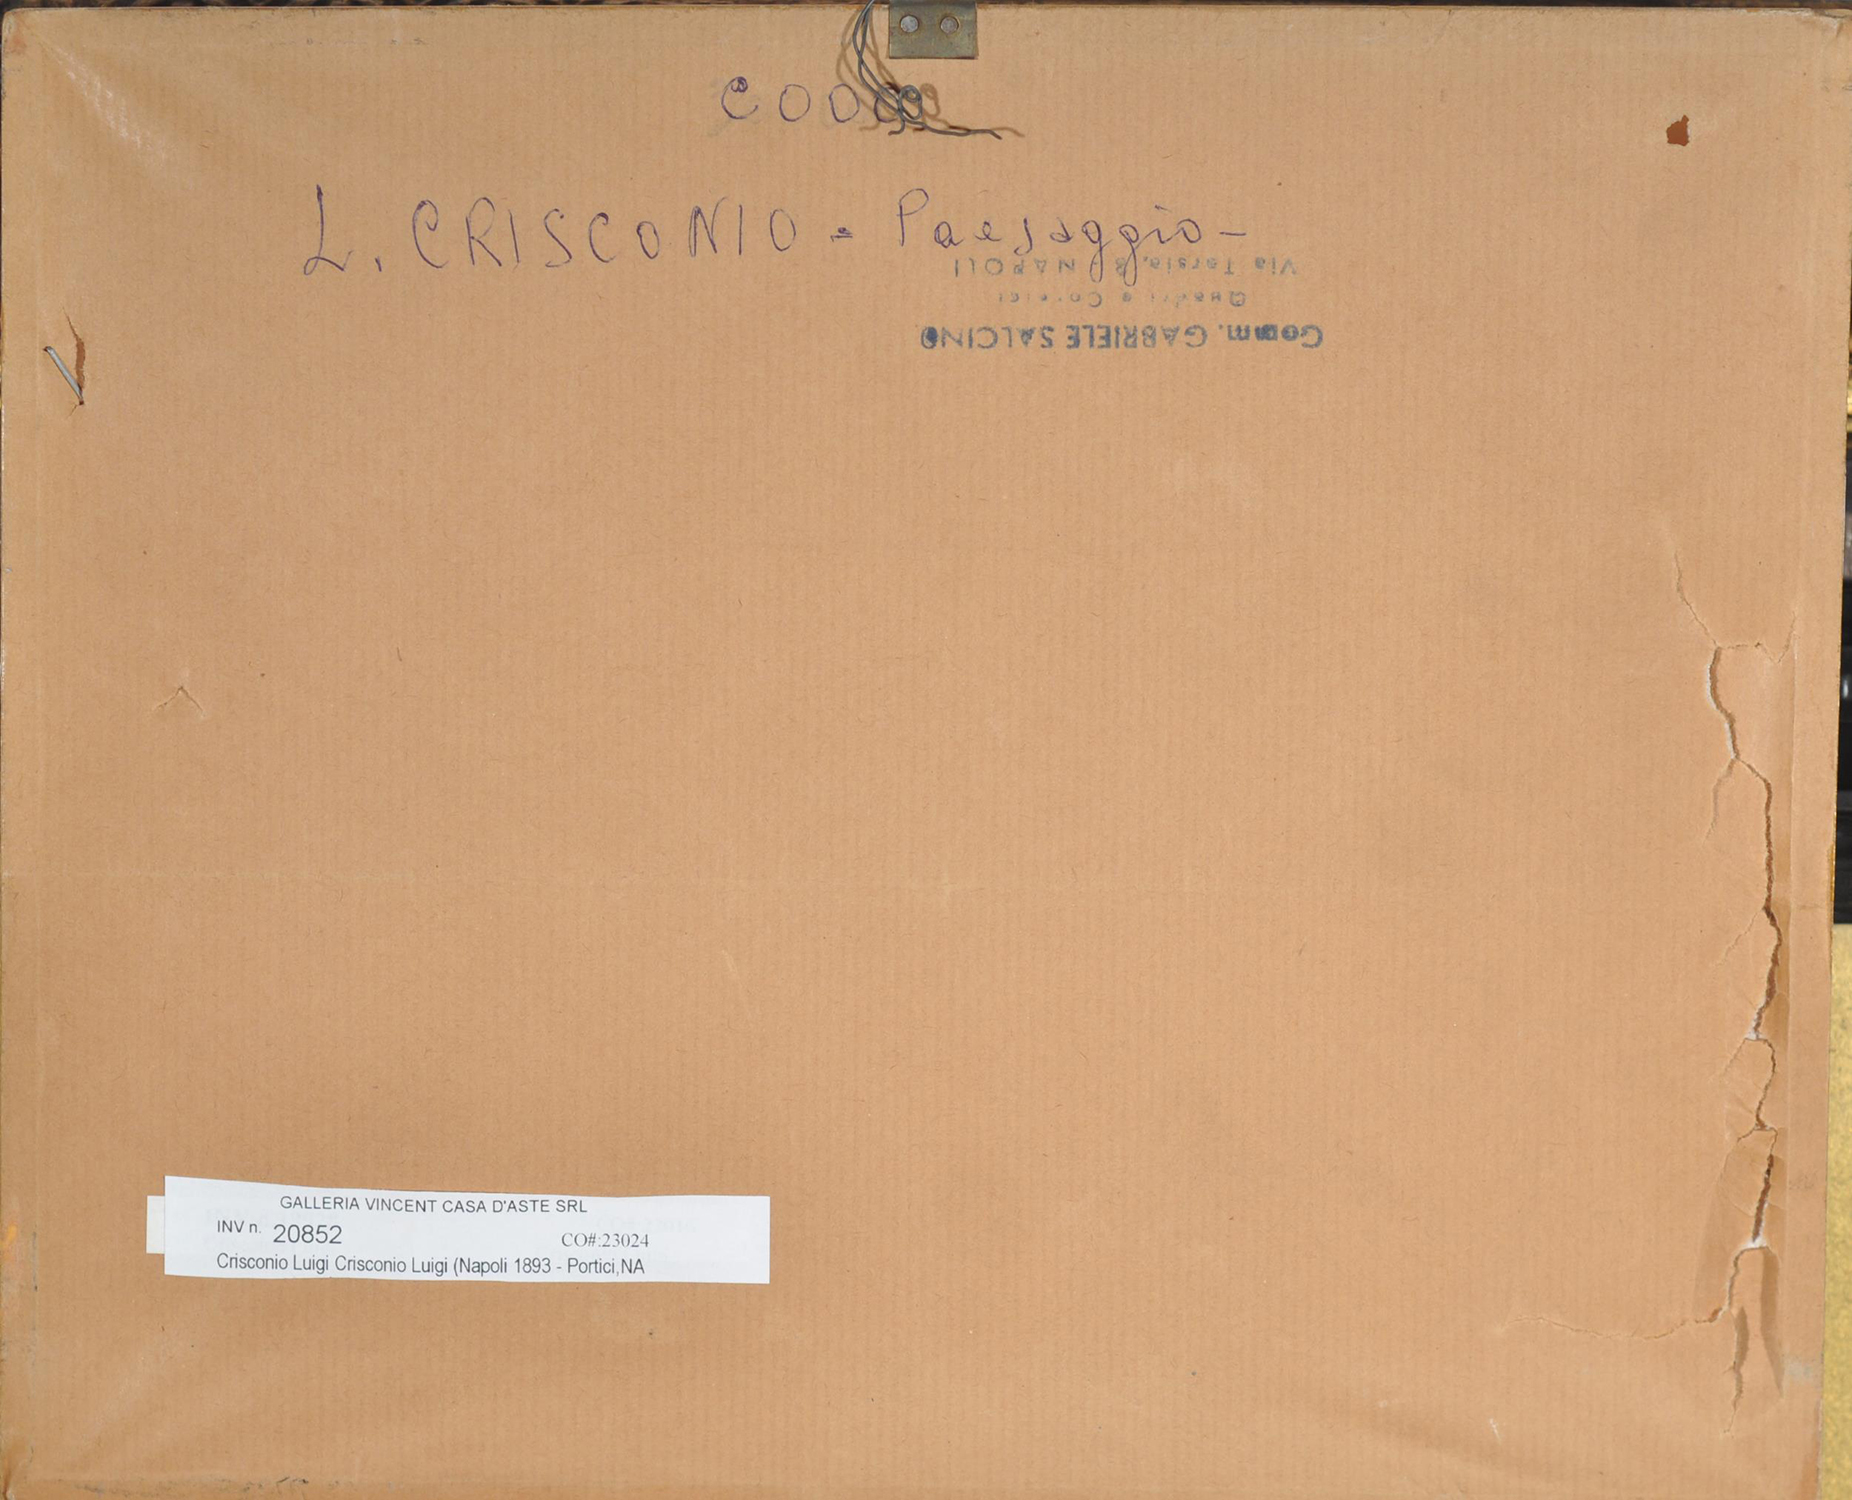 L. CRISCONIO = Paesaggio -
Via Tarsia, 8 NAPOLI
Quadri e Cornici
Comm. GABRIELE SALCINO
GALLERIA VINCENT CASA D'ASTE SRL
INV n. 20852 CO#:23024
Crisconio Luigi Crisconio Luigi (Napoli 1893 - Portici,NA